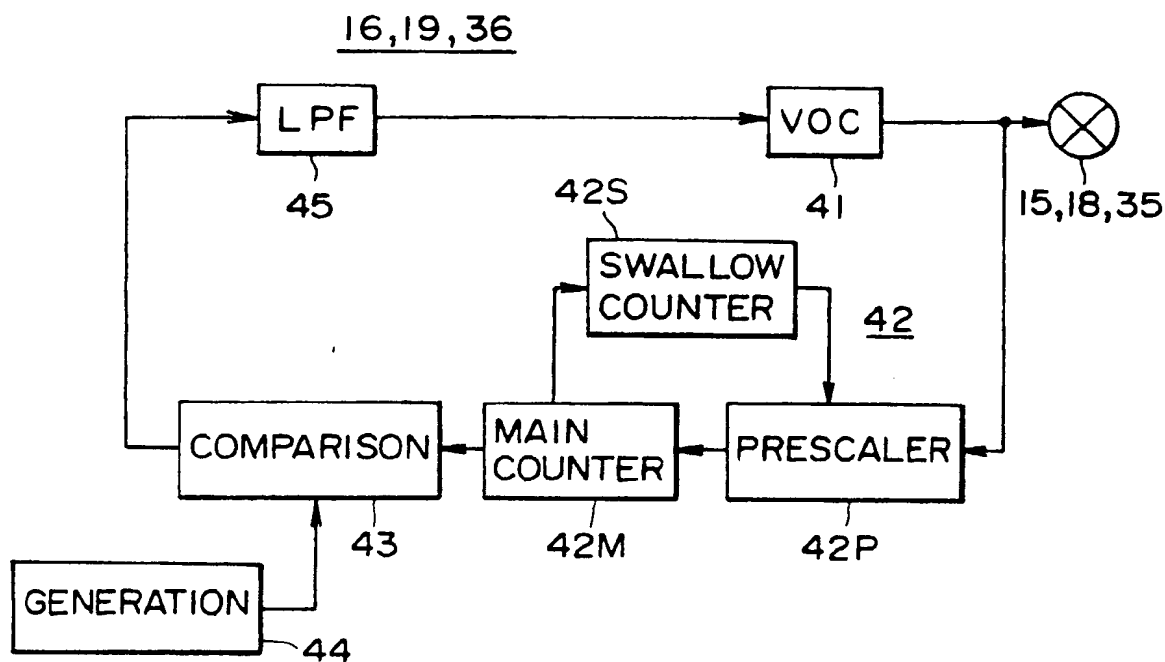 16,19,36
LPF
VOC
45
42S
41
15,18,35
SWALLOW
COUNTER
42
COMPARISON
MAIN
COUNTER
PRESCALER
43
42M
42P
GENERATION
44